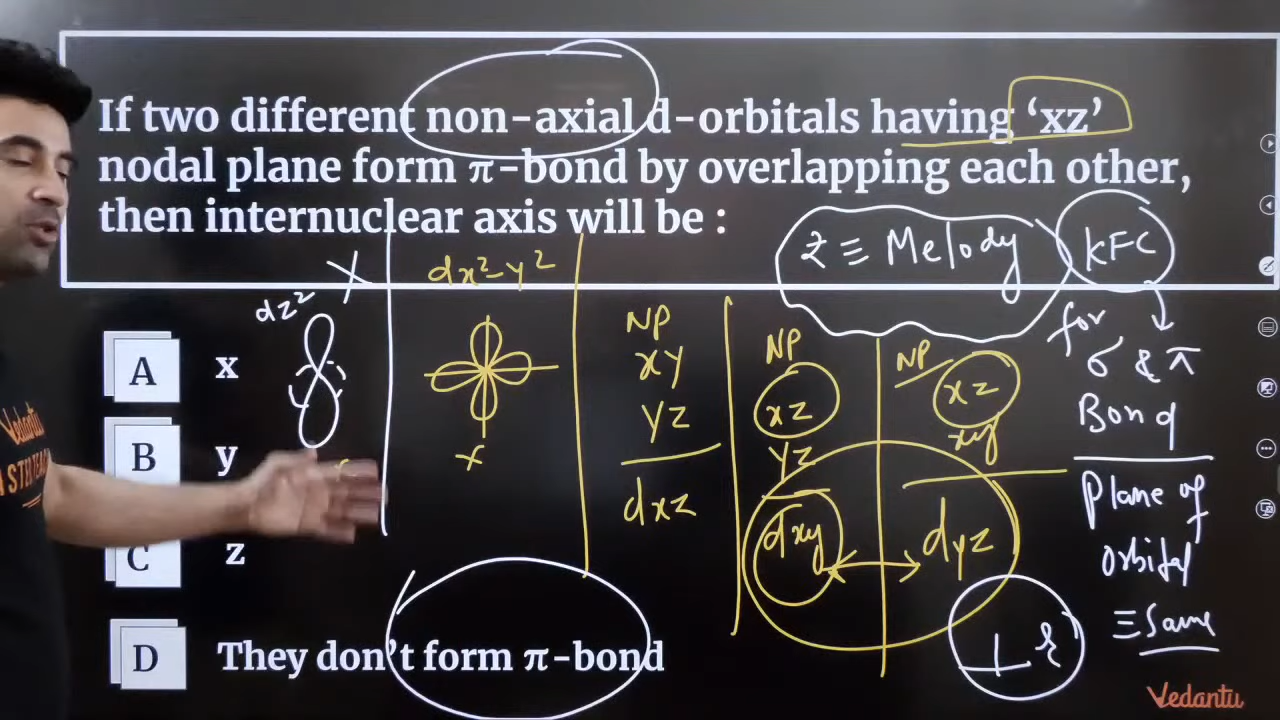 If two different non-axial d-orbitals having ‘xz’
nodal plane form π-bond by overlapping each other,
then internuclear axis will be :
A x
B y
C z
D They don’t form π-bond
dz²
X
dx²-y²
x
NP
xy
yz
dxz
NP
xz
yz
dxy
NP
xz
xy
dyz
z ≡ Melody
KFC
for
σ & π
Bond
Plane of
orbital
≡ Same
Vedantu
Vedantu